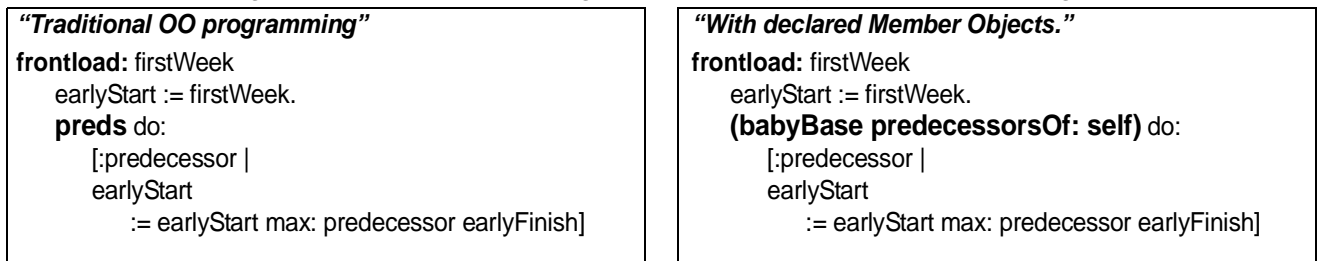 “Traditional OO programming”
frontload: firstWeek
earlyStart := firstWeek.
preds do:
[:predecessor |
earlyStart
:= earlyStart max: predecessor earlyFinish]
“With declared Member Objects.”
frontload: firstWeek
earlyStart := firstWeek.
(babyBase predecessorsOf: self) do:
[:predecessor |
earlyStart
:= earlyStart max: predecessor earlyFinish]